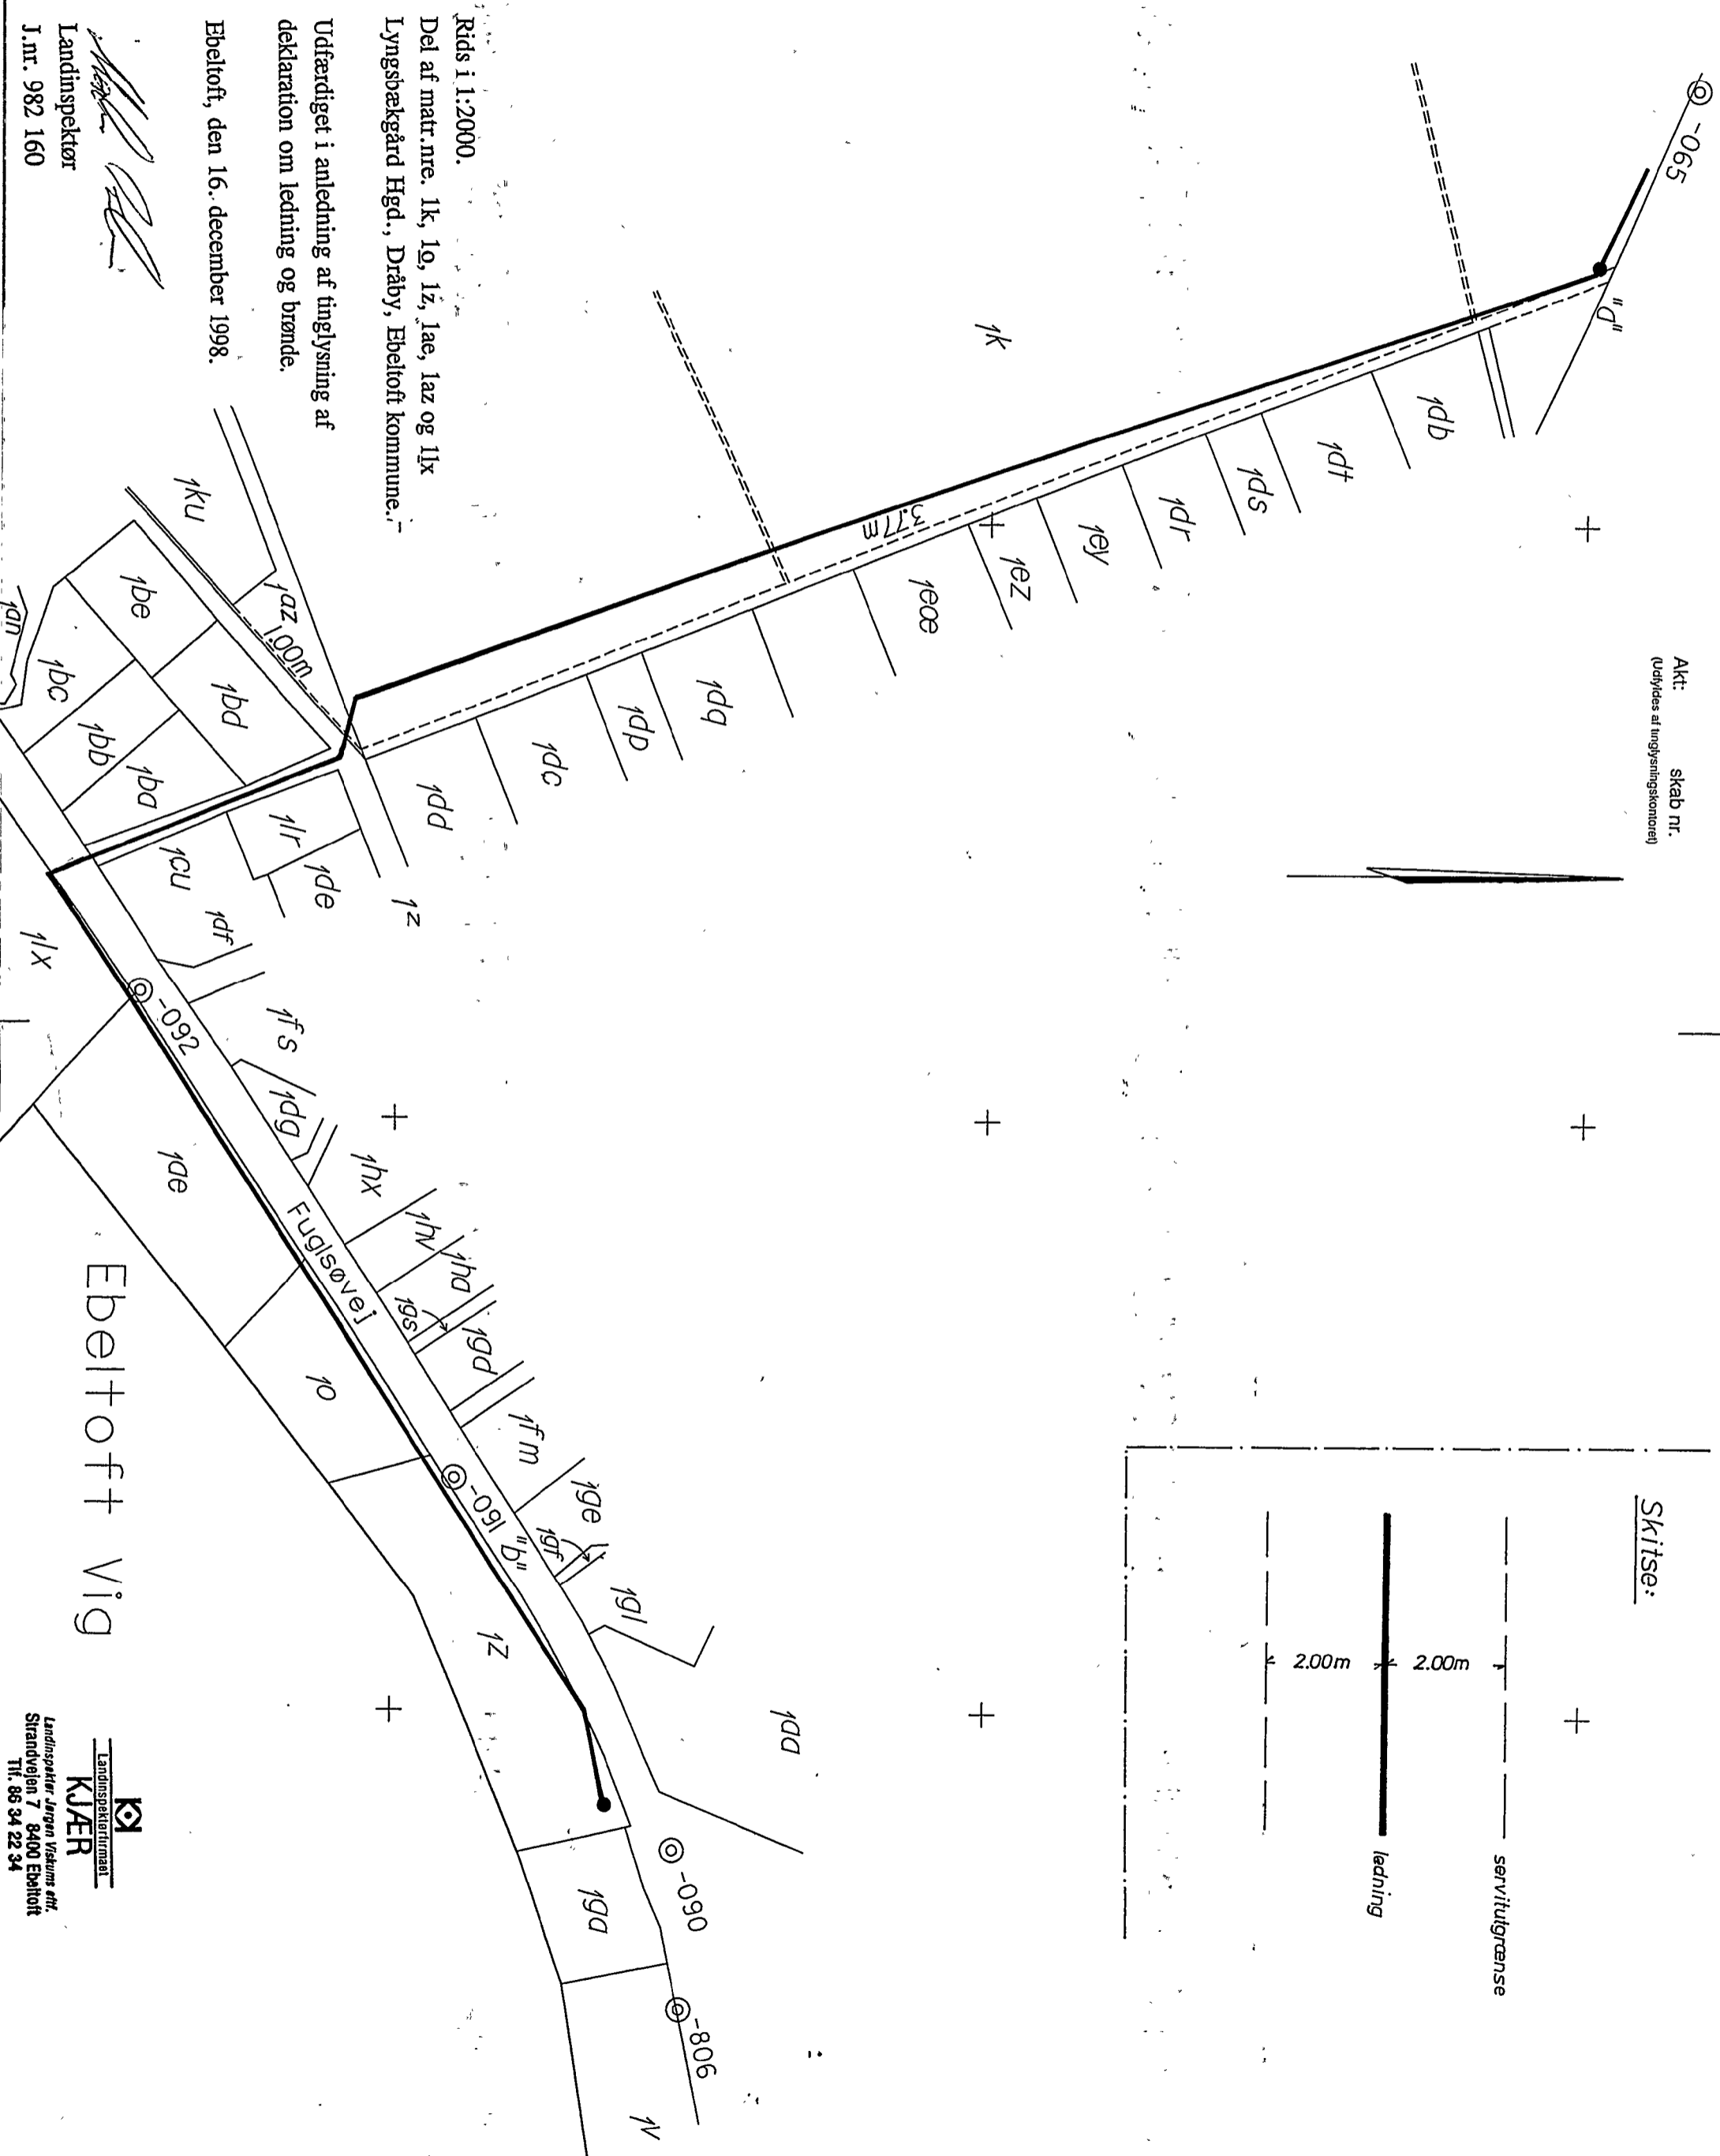 Akt: skab nr.
(Udfyldes af tinglysningskontoret)
Skitse:
servitutgrænse
2.00m
ledning
2.00m
-065
"a"
1k
1db
1dt
1ds
1dr
1ey
1ez
3.77m
1eœ
1dq
1dp
1dc
1dd
1z
1ku
1az
1.00m
1be
1bd
1bc
1bb
1ba
1an
1lr
1de
1cu
1df
1lx
-092
1fs
1dg
1hx
1hv
1ha
1gs
1gd
1fm
1ge
1gf
1gl
1aa
Fuglsøvej
1ae
1o
-091
"b"
1z
-090
1ga
-806
1v
Ebeltoft Vig
Rids i 1:2000.
Del af matr.nre. 1k, 1o, 1z, 1ae, 1az og 1lx
Lyngsbækgård Hgd., Dråby, Ebeltoft kommune.
Udfærdiget i anledning af tinglysning af
deklaration om ledning og brønde.
Ebeltoft, den 16. december 1998.
Landinspektør
J.nr. 982 160
Landinspektørfirmaet
KJÆR
Landinspektør Jørgen Viskums eftf.
Strandvejen 7 8400 Ebeltoft
Tlf. 86 34 22 34